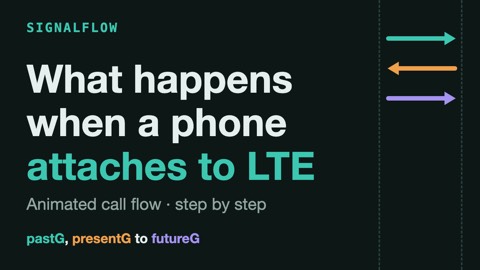 SIGNALFLOW
What happens
when a phone
attaches to LTE
Animated call flow · step by step
pastG, presentG to futureG